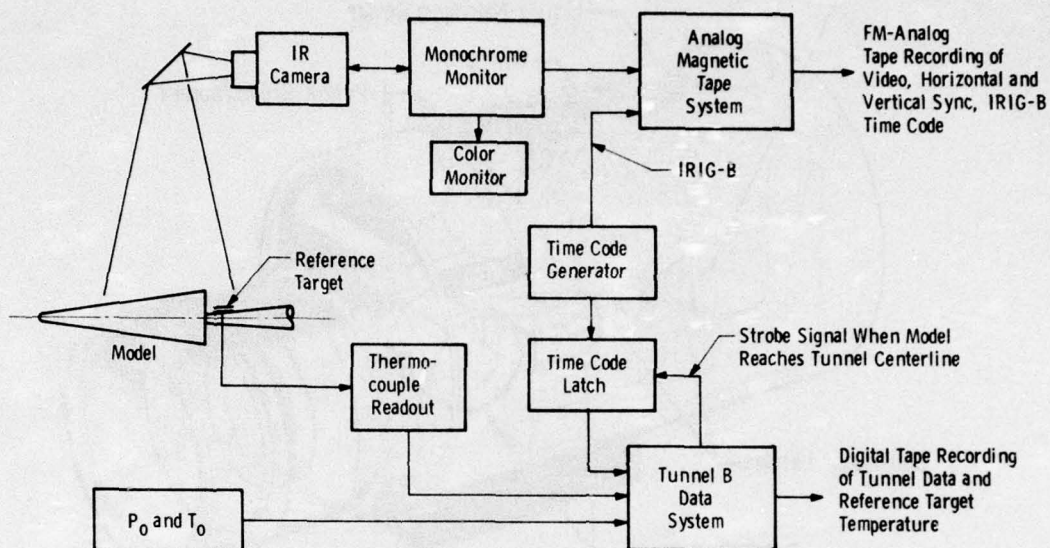 IR
Camera
Monochrome
Monitor
Analog
Magnetic
Tape
System
FM-Analog
Tape Recording of
Video, Horizontal and
Vertical Sync, IRIG-B
Time Code
Color
Monitor
IRIG-B
Time Code
Generator
Reference
Target
Model
Thermo-
couple
Readout
Time Code
Latch
Strobe Signal When Model
Reaches Tunnel Centerline
Tunnel B
Data
System
Digital Tape Recording
of Tunnel Data and
Reference Target
Temperature
P0 and T0